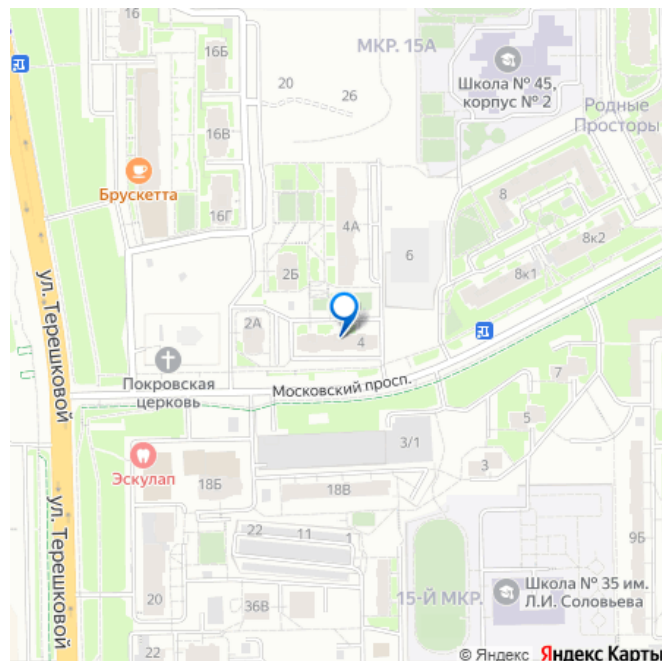 16
16Б
МКР. 15А
20
26
Школа № 45,
корпус № 2
Родные
Просторы
16В
Брускетта
16Г
4А
8
8к2
6
2Б
8к1
ул. Терешковой
2А
4
Покровская
церковь
Московский просп.
7
5
3/1
3
Эскулап
18Б
18В
ул. Терешковой
22
11
1
9Б
20
36В
15-Й МКР.
Школа № 35 им.
Л.И. Соловьева
22
© Яндекс Яндекс Карты